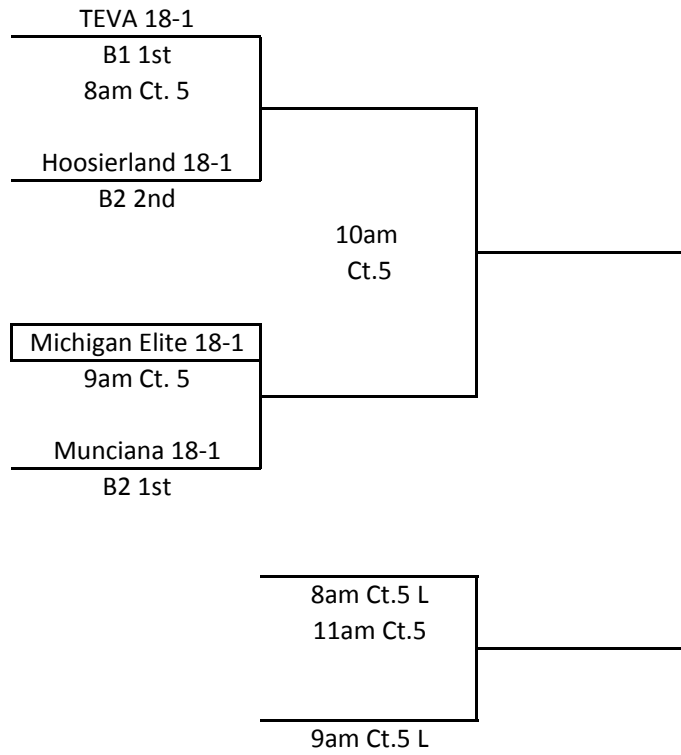 TEVA 18-1
B1 1st
8am Ct. 5
Hoosierland 18-1
B2 2nd
10am
Ct.5
Michigan Elite 18-1
9am Ct. 5
Munciana 18-1
B2 1st
8am Ct.5 L
11am Ct.5
9am Ct.5 L